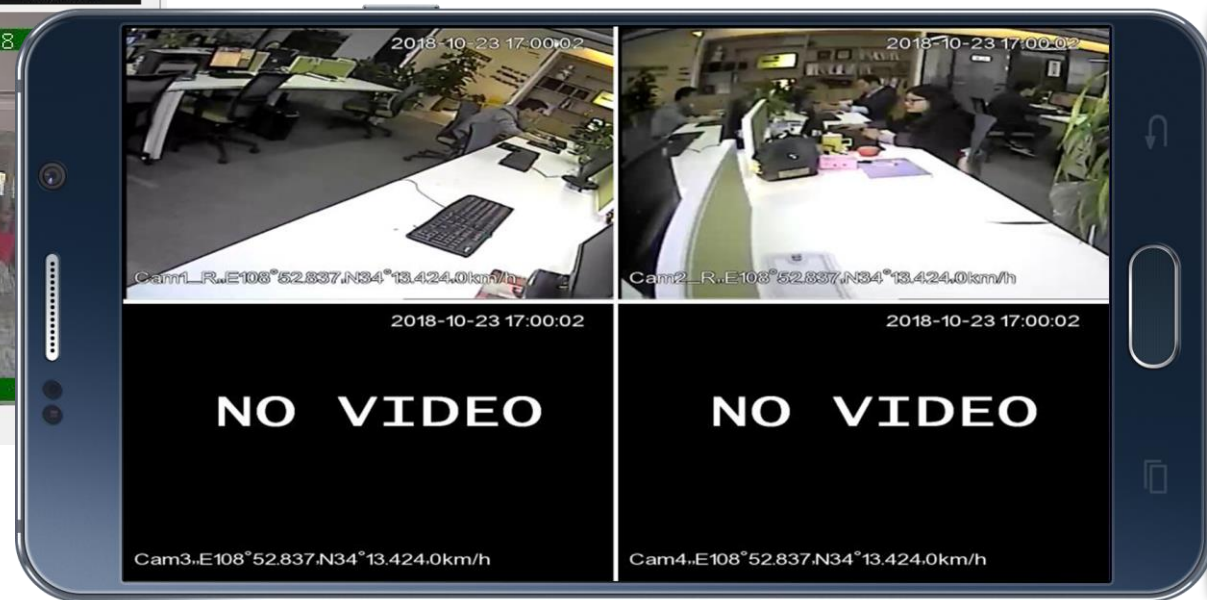 8
2018-10-23 17:00:02
2018-10-23 17:00:02
Cam1_R,,E108°52.837,N34°13.424,0km/h
Cam2_R,,E108°52.837,N34°13.424,0km/h
2018-10-23 17:00:02
2018-10-23 17:00:02
NO VIDEO
NO VIDEO
Cam3,,E108°52.837,N34°13.424,0km/h
Cam4,,E108°52.837,N34°13.424,0km/h